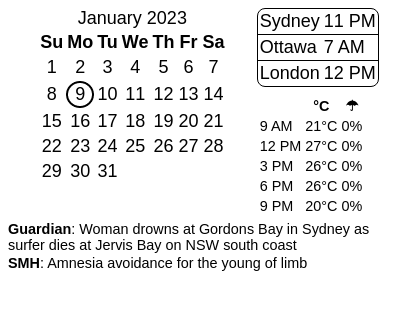 January 2023
Su Mo Tu We Th Fr Sa
1 2 3 4 5 6 7
8 9 10 11 12 13 14
15 16 17 18 19 20 21
22 23 24 25 26 27 28
29 30 31
Sydney 11 PM
Ottawa 7 AM
London 12 PM
°C ☂
9 AM 21°C 0%
12 PM 27°C 0%
3 PM 26°C 0%
6 PM 26°C 0%
9 PM 20°C 0%
Guardian: Woman drowns at Gordons Bay in Sydney as
surfer dies at Jervis Bay on NSW south coast
SMH: Amnesia avoidance for the young of limb